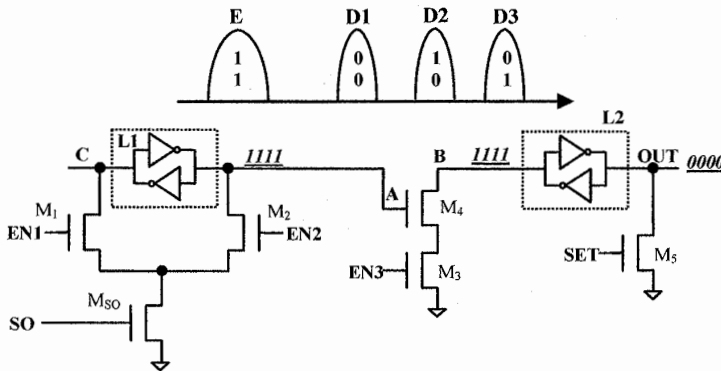 E D1 D2 D3
1 0 1 0
1 0 0 1
L2
C L1 1111 B 1111 OUT 0000
A
M1 M2 M4
EN1 EN2 EN3 M3 SET M5
MSO
SO